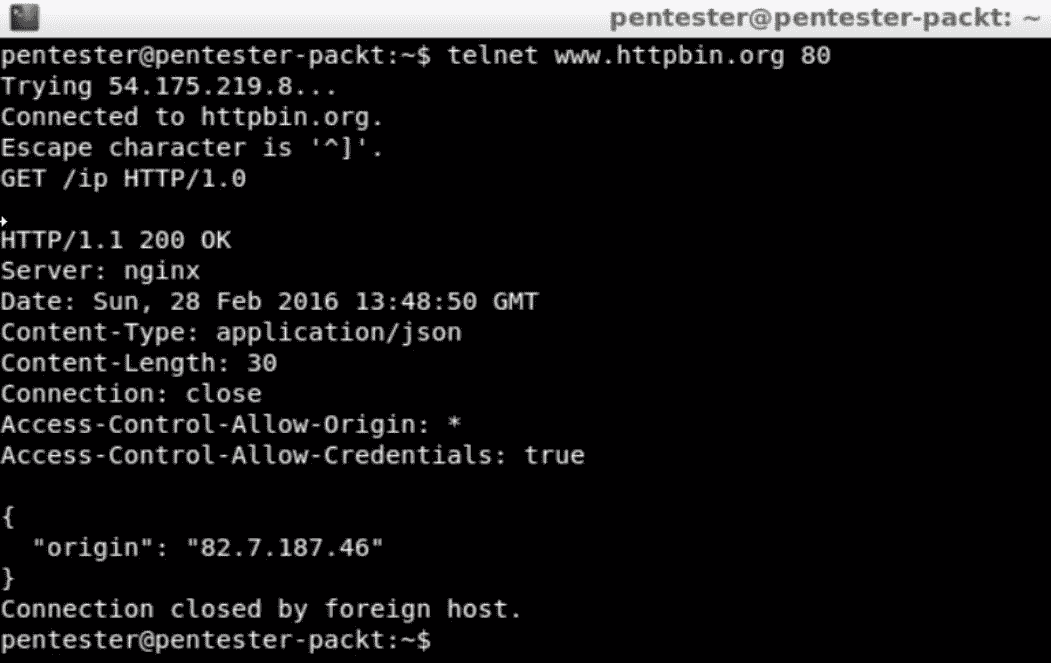 pentester@pentester-packt: ~
pentester@pentester-packt:~$ telnet www.httpbin.org 80
Trying 54.175.219.8...
Connected to httpbin.org.
Escape character is '^]'.
GET /ip HTTP/1.0
HTTP/1.1 200 OK
Server: nginx
Date: Sun, 28 Feb 2016 13:48:50 GMT
Content-Type: application/json
Content-Length: 30
Connection: close
Access-Control-Allow-Origin: *
Access-Control-Allow-Credentials: true
{
  "origin": "82.7.187.46"
}
Connection closed by foreign host.
pentester@pentester-packt:~$